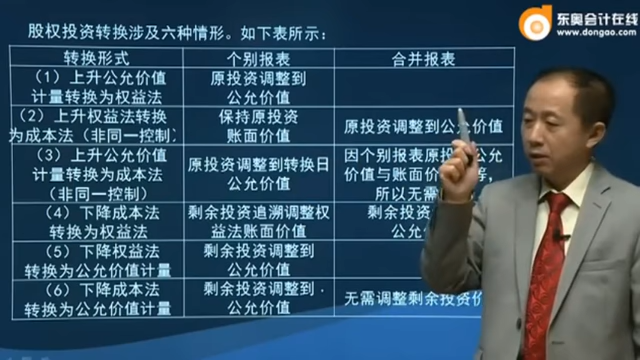 东奥会计在线
www.dongao.com
股权投资转换涉及六种情形。如下表所示：
转换形式
个别报表
合并报表
（1）上升公允价值
计量转换为权益法
原投资调整到
公允价值
（2）上升权益法转换
为成本法（非同一控制）
保持原投资
账面价值
原投资调整到公允价值
（3）上升公允价值
计量转换为成本法
（非同一控制）
原投资调整到转换日
公允价值
因个别报表原投资公允
价值与账面价
等，
所以无需
（4）下降成本法
转换为权益法
剩余投资追溯调整权
益法账面价值
剩余投资
公允
（5）下降权益法
转换为公允价值计量
剩余投资调整到
公允价值
（6）下降成本法
转换为公允价值计量
剩余投资调整到
公允价值
无需调整剩余投资价